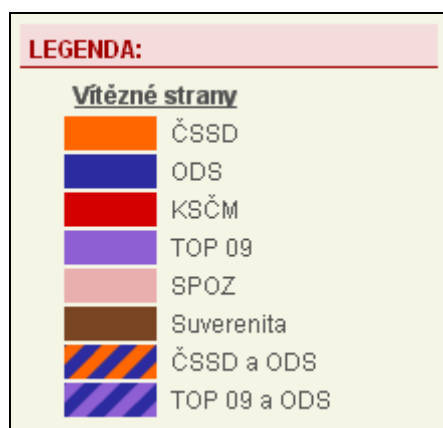 LEGENDA:
Vítězné strany
ČSSD
ODS
KSČM
TOP 09
SPOZ
Suverenita
ČSSD a ODS
TOP 09 a ODS